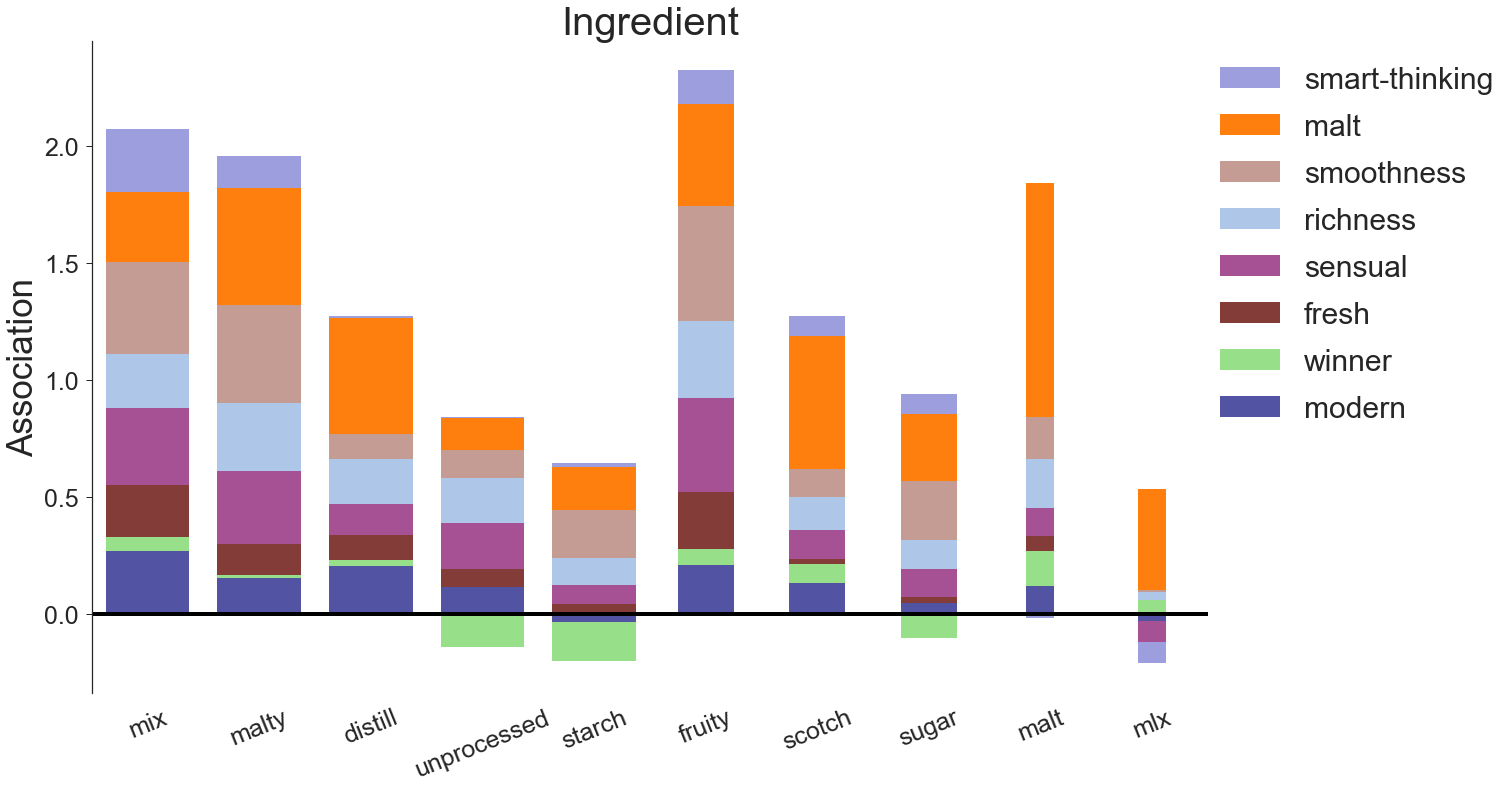 Ingredient
Association
2.0
1.5
1.0
0.5
0.0
mix
malty
distill
unprocessed
starch
fruity
scotch
sugar
malt
mlx
smart-thinking
malt
smoothness
richness
sensual
fresh
winner
modern